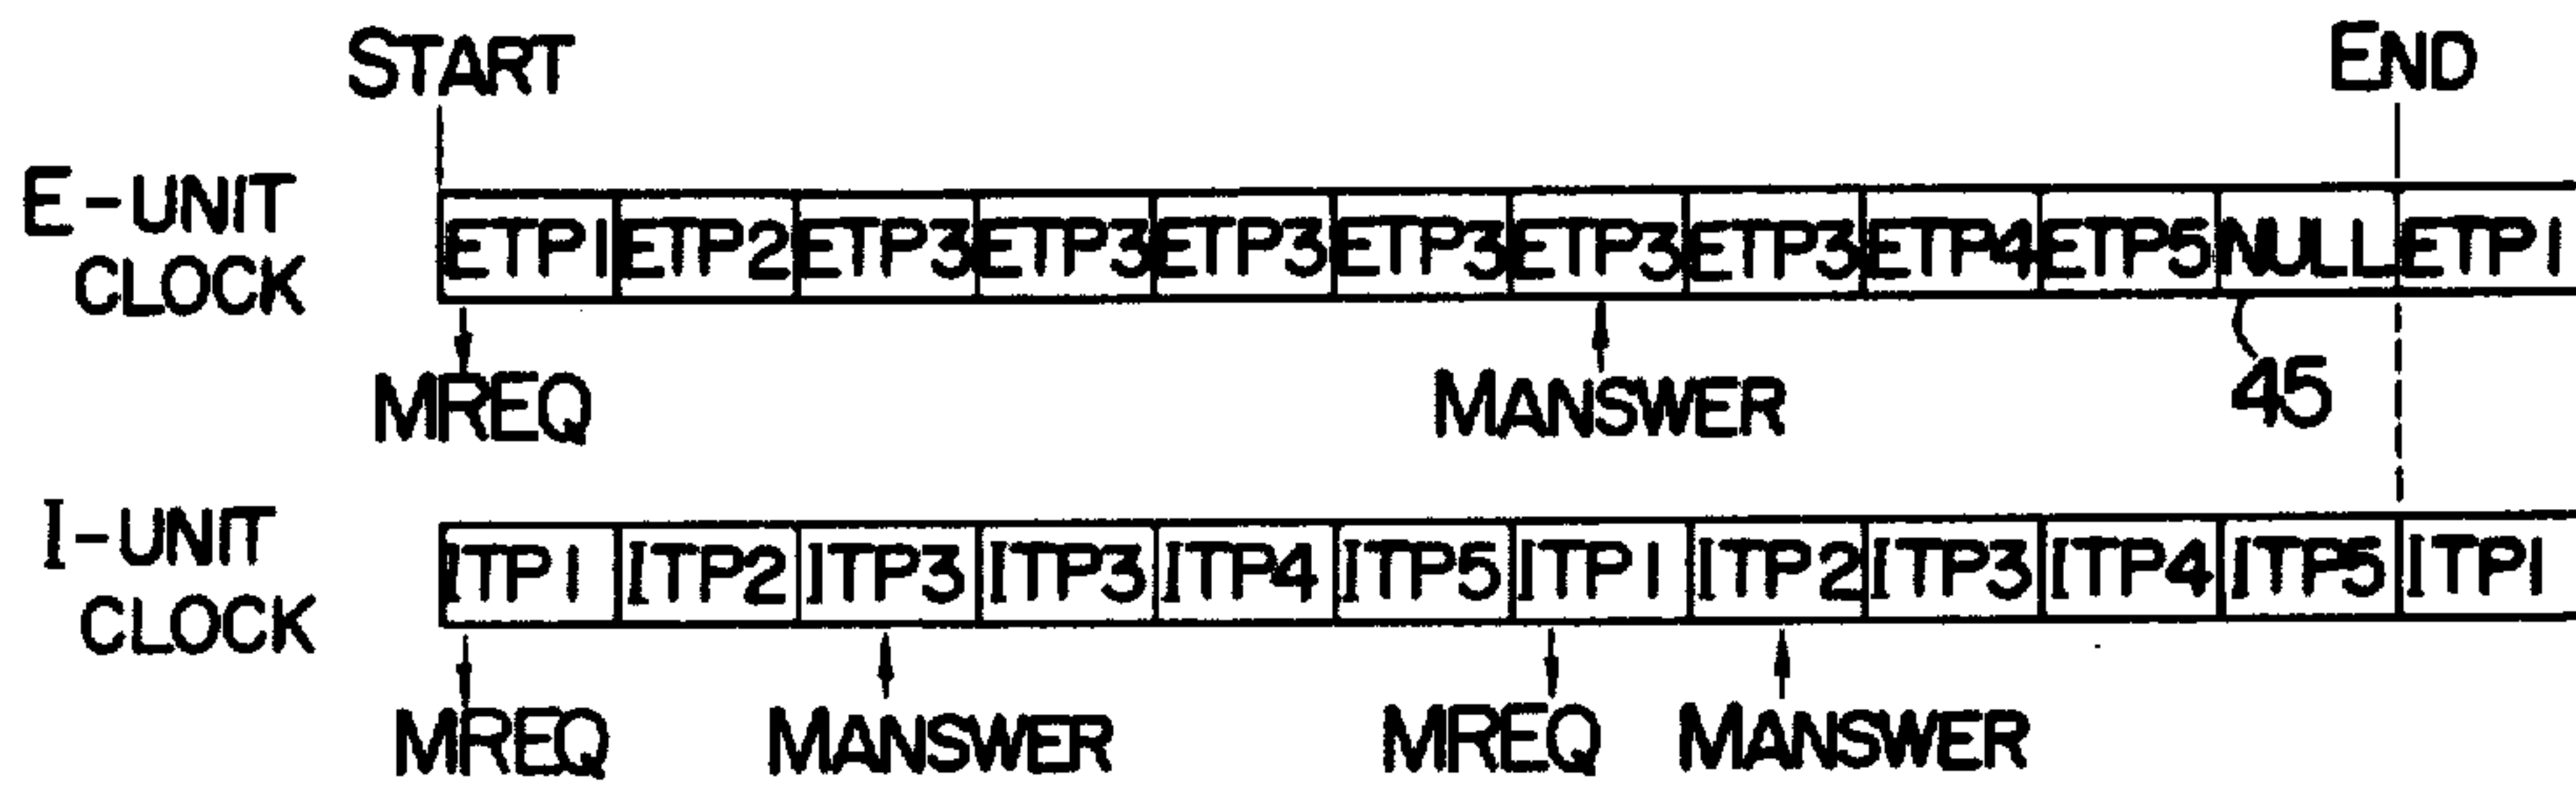 START END
E-UNIT CLOCK
ETP1 ETP2 ETP3 ETP3 ETP3 ETP3 ETP3 ETP3 ETP4 ETP5 NULL ETP1
MREQ MANSWER 45
I-UNIT CLOCK
ITP1 ITP2 ITP3 ITP3 ITP4 ITP5 ITP1 ITP2 ITP3 ITP4 ITP5 ITP1
MREQ MANSWER MREQ MANSWER